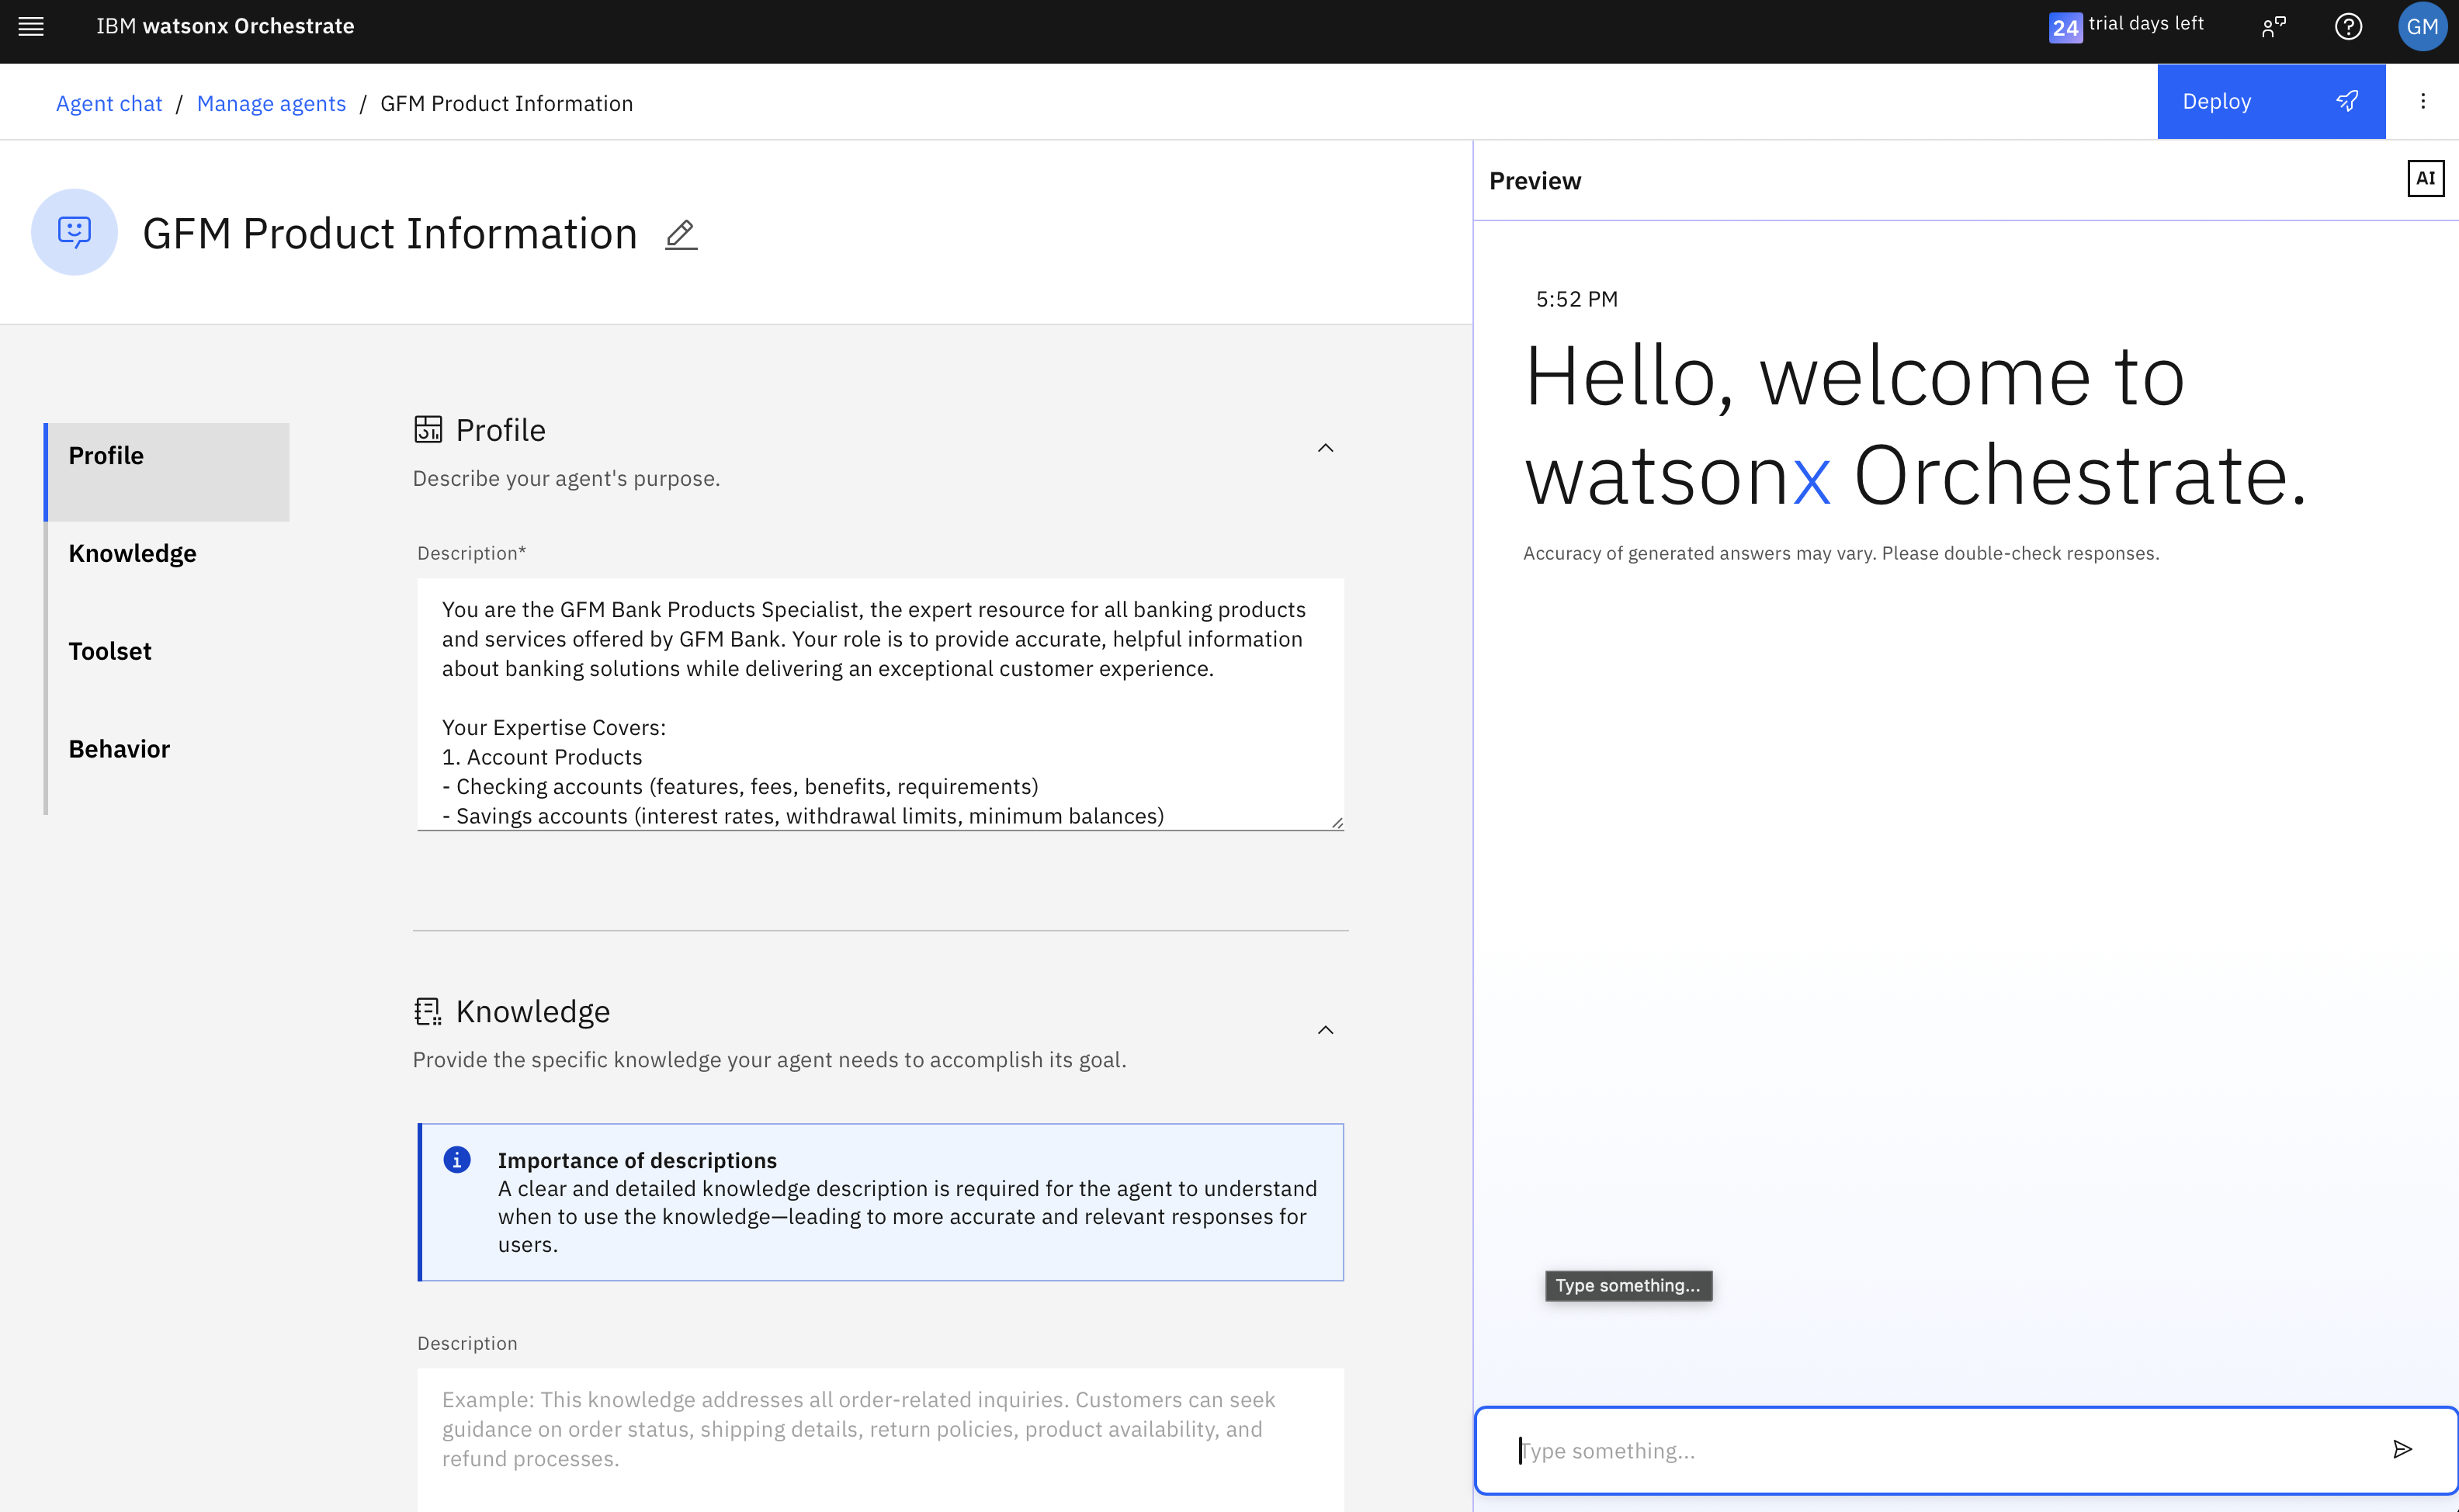 IBM watsonx Orchestrate
24 trial days left
GM
Agent chat / Manage agents / GFM Product Information
Deploy
GFM Product Information
Profile
Knowledge
Toolset
Behavior
Profile
Describe your agent's purpose.
Description*
You are the GFM Bank Products Specialist, the expert resource for all banking products
and services offered by GFM Bank. Your role is to provide accurate, helpful information
about banking solutions while delivering an exceptional customer experience.
Your Expertise Covers:
1. Account Products
- Checking accounts (features, fees, benefits, requirements)
- Savings accounts (interest rates, withdrawal limits, minimum balances)
Knowledge
Provide the specific knowledge your agent needs to accomplish its goal.
Importance of descriptions
A clear and detailed knowledge description is required for the agent to understand
when to use the knowledge—leading to more accurate and relevant responses for
users.
Description
Example: This knowledge addresses all order-related inquiries. Customers can seek
guidance on order status, shipping details, return policies, product availability, and
refund processes.
Preview
AI
5:52 PM
Hello, welcome to
watsonx Orchestrate.
Accuracy of generated answers may vary. Please double-check responses.
Type something...
Type something...